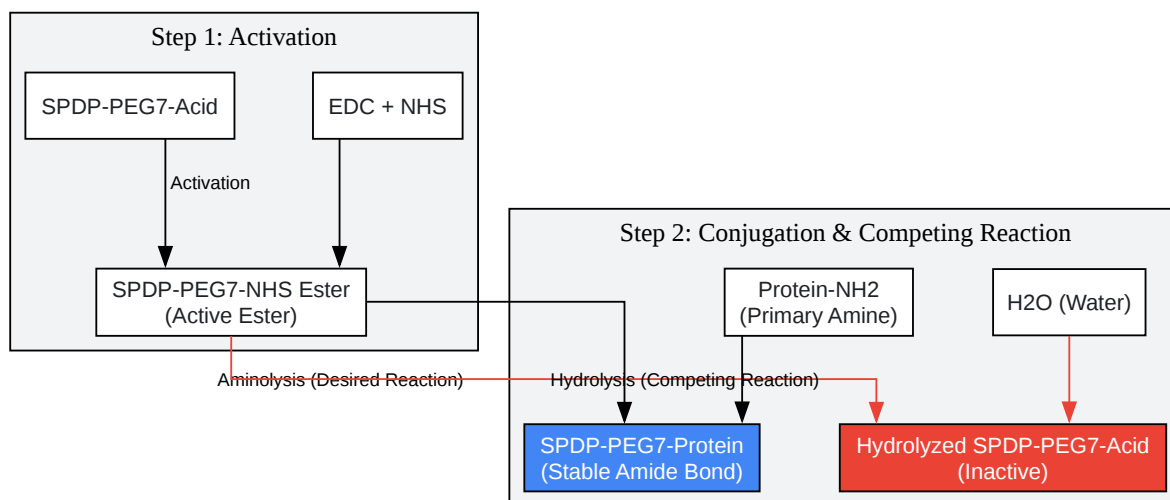 Step 1: Activation
SPDP-PEG7-Acid
EDC + NHS
Activation
SPDP-PEG7-NHS Ester
(Active Ester)
Step 2: Conjugation & Competing Reaction
Protein-NH2
(Primary Amine)
H2O (Water)
Aminolysis (Desired Reaction)
Hydrolysis (Competing Reaction)
SPDP-PEG7-Protein
(Stable Amide Bond)
Hydrolyzed SPDP-PEG7-Acid
(Inactive)